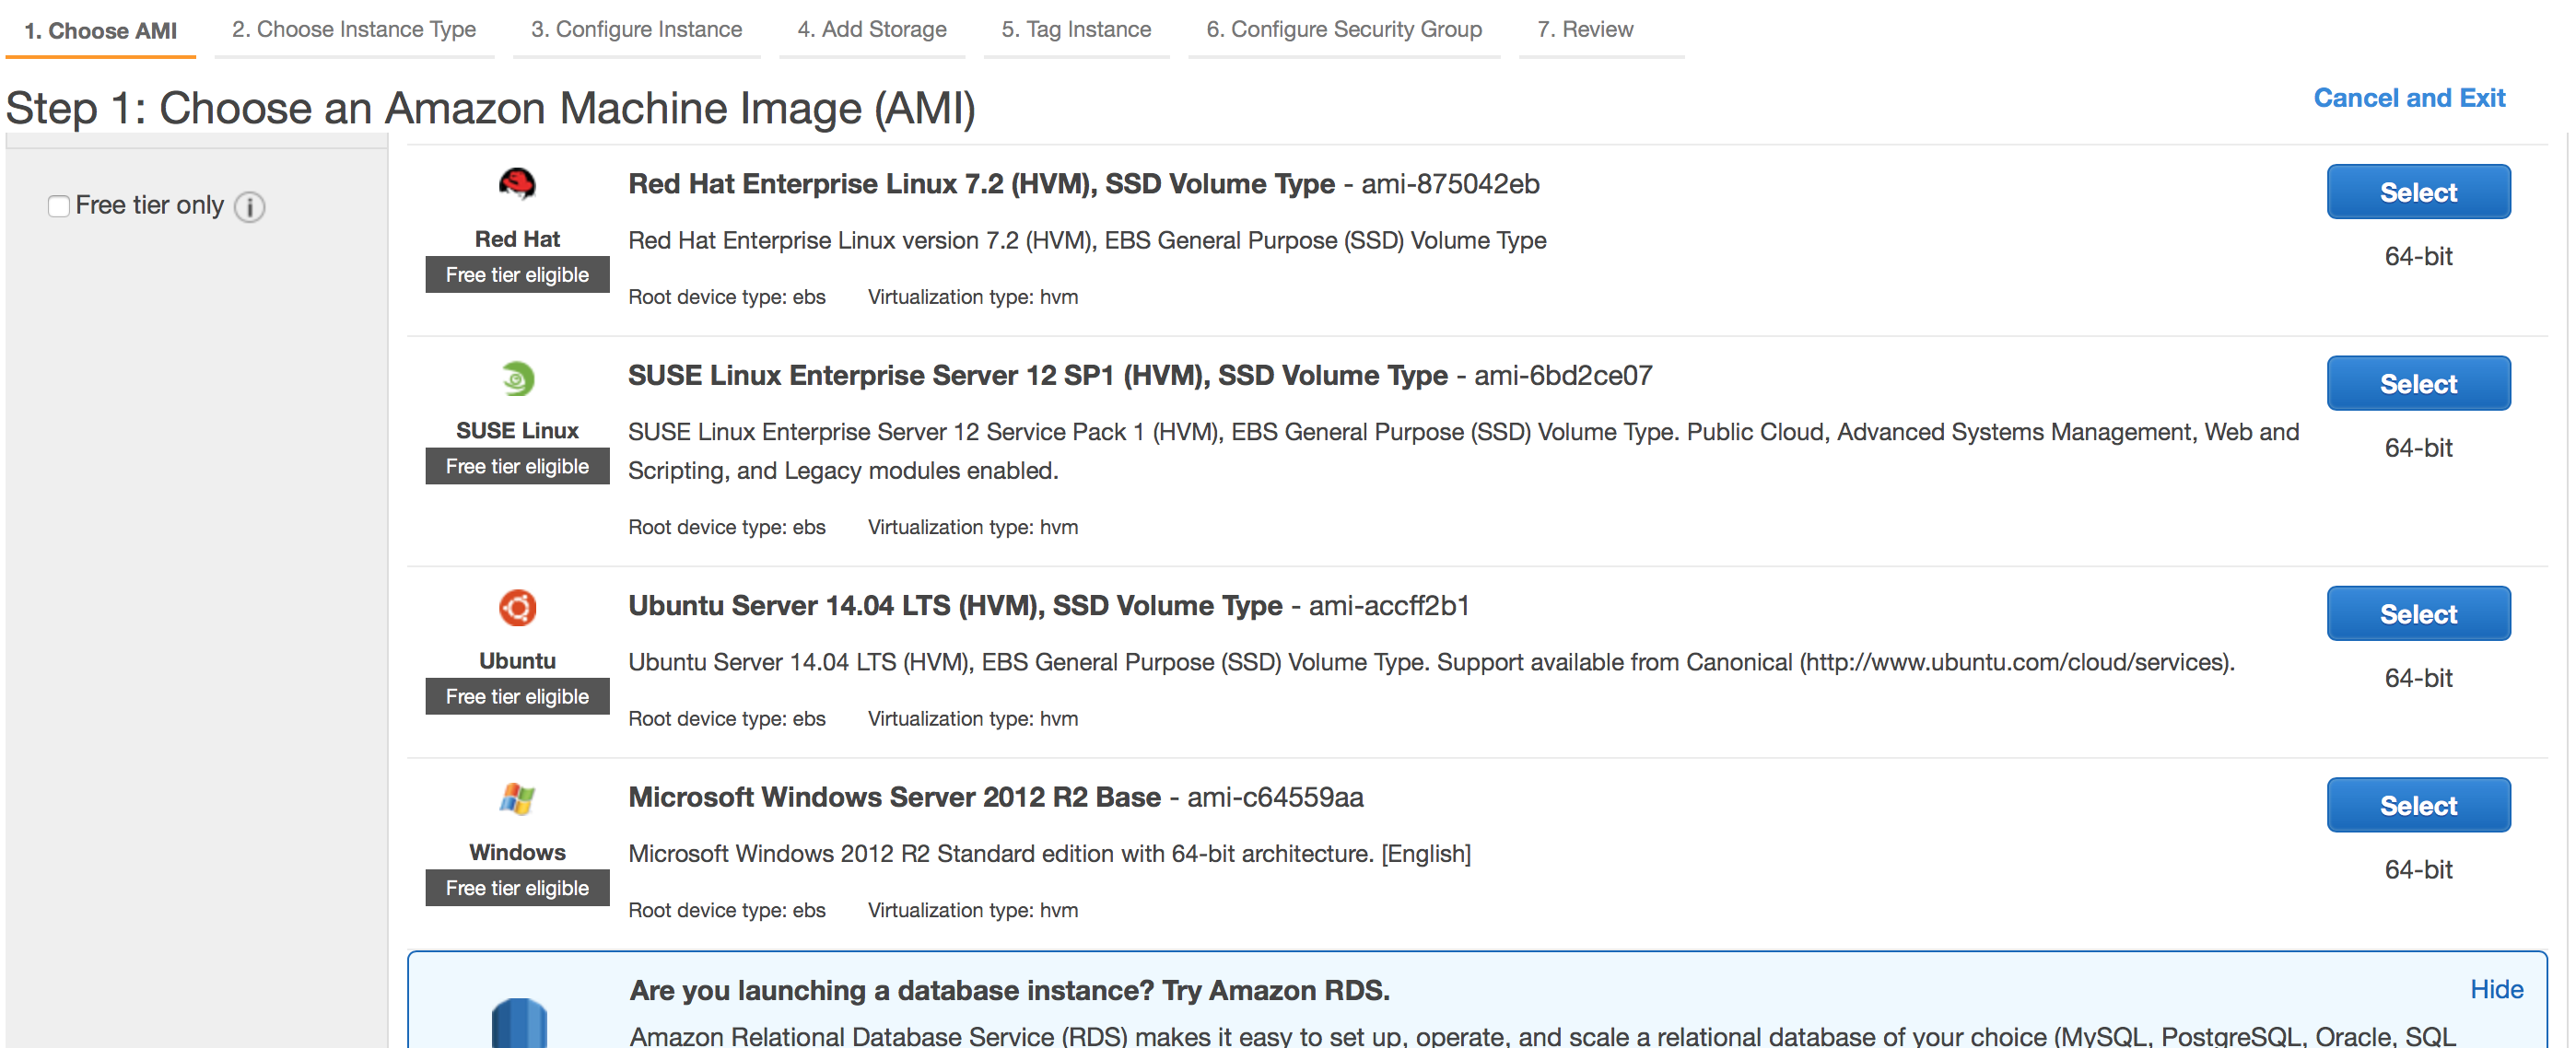 1. Choose AMI 2. Choose Instance Type 3. Configure Instance 4. Add Storage 5. Tag Instance 6. Configure Security Group 7. Review
Step 1: Choose an Amazon Machine Image (AMI)
Cancel and Exit
Free tier only
Red Hat
Free tier eligible
Red Hat Enterprise Linux 7.2 (HVM), SSD Volume Type - ami-875042eb
Red Hat Enterprise Linux version 7.2 (HVM), EBS General Purpose (SSD) Volume Type
Root device type: ebs Virtualization type: hvm
Select
64-bit
SUSE Linux
Free tier eligible
SUSE Linux Enterprise Server 12 SP1 (HVM), SSD Volume Type - ami-6bd2ce07
SUSE Linux Enterprise Server 12 Service Pack 1 (HVM), EBS General Purpose (SSD) Volume Type. Public Cloud, Advanced Systems Management, Web and
Scripting, and Legacy modules enabled.
Root device type: ebs Virtualization type: hvm
Select
64-bit
Ubuntu
Free tier eligible
Ubuntu Server 14.04 LTS (HVM), SSD Volume Type - ami-accff2b1
Ubuntu Server 14.04 LTS (HVM), EBS General Purpose (SSD) Volume Type. Support available from Canonical (http://www.ubuntu.com/cloud/services).
Root device type: ebs Virtualization type: hvm
Select
64-bit
Windows
Free tier eligible
Microsoft Windows Server 2012 R2 Base - ami-c64559aa
Microsoft Windows 2012 R2 Standard edition with 64-bit architecture. [English]
Root device type: ebs Virtualization type: hvm
Select
64-bit
Are you launching a database instance? Try Amazon RDS.
Hide
Amazon Relational Database Service (RDS) makes it easy to set up, operate, and scale a relational database of your choice (MySQL, PostgreSQL, Oracle, SQL